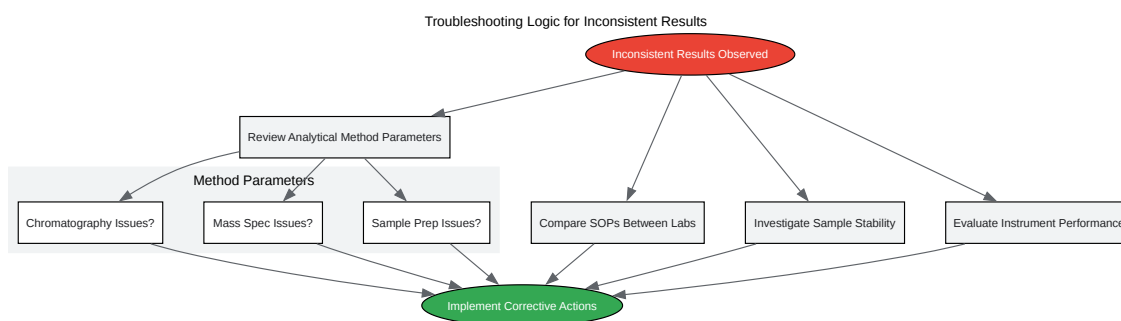 Troubleshooting Logic for Inconsistent Results
Inconsistent Results Observed
Review Analytical Method Parameters
Method Parameters
Chromatography Issues?
Mass Spec Issues?
Sample Prep Issues?
Compare SOPs Between Labs
Investigate Sample Stability
Evaluate Instrument Performance
Implement Corrective Actions